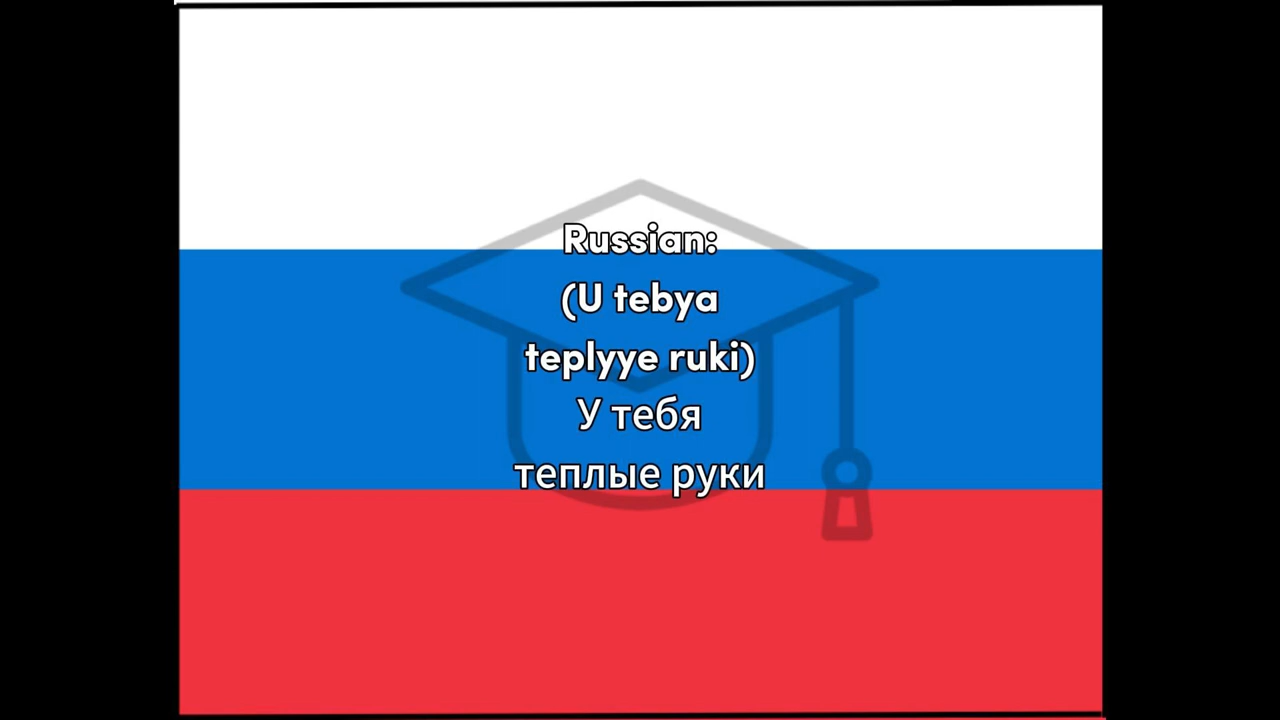 Russian:
(U tebya
teplyye ruki)
У тебя
теплые руки